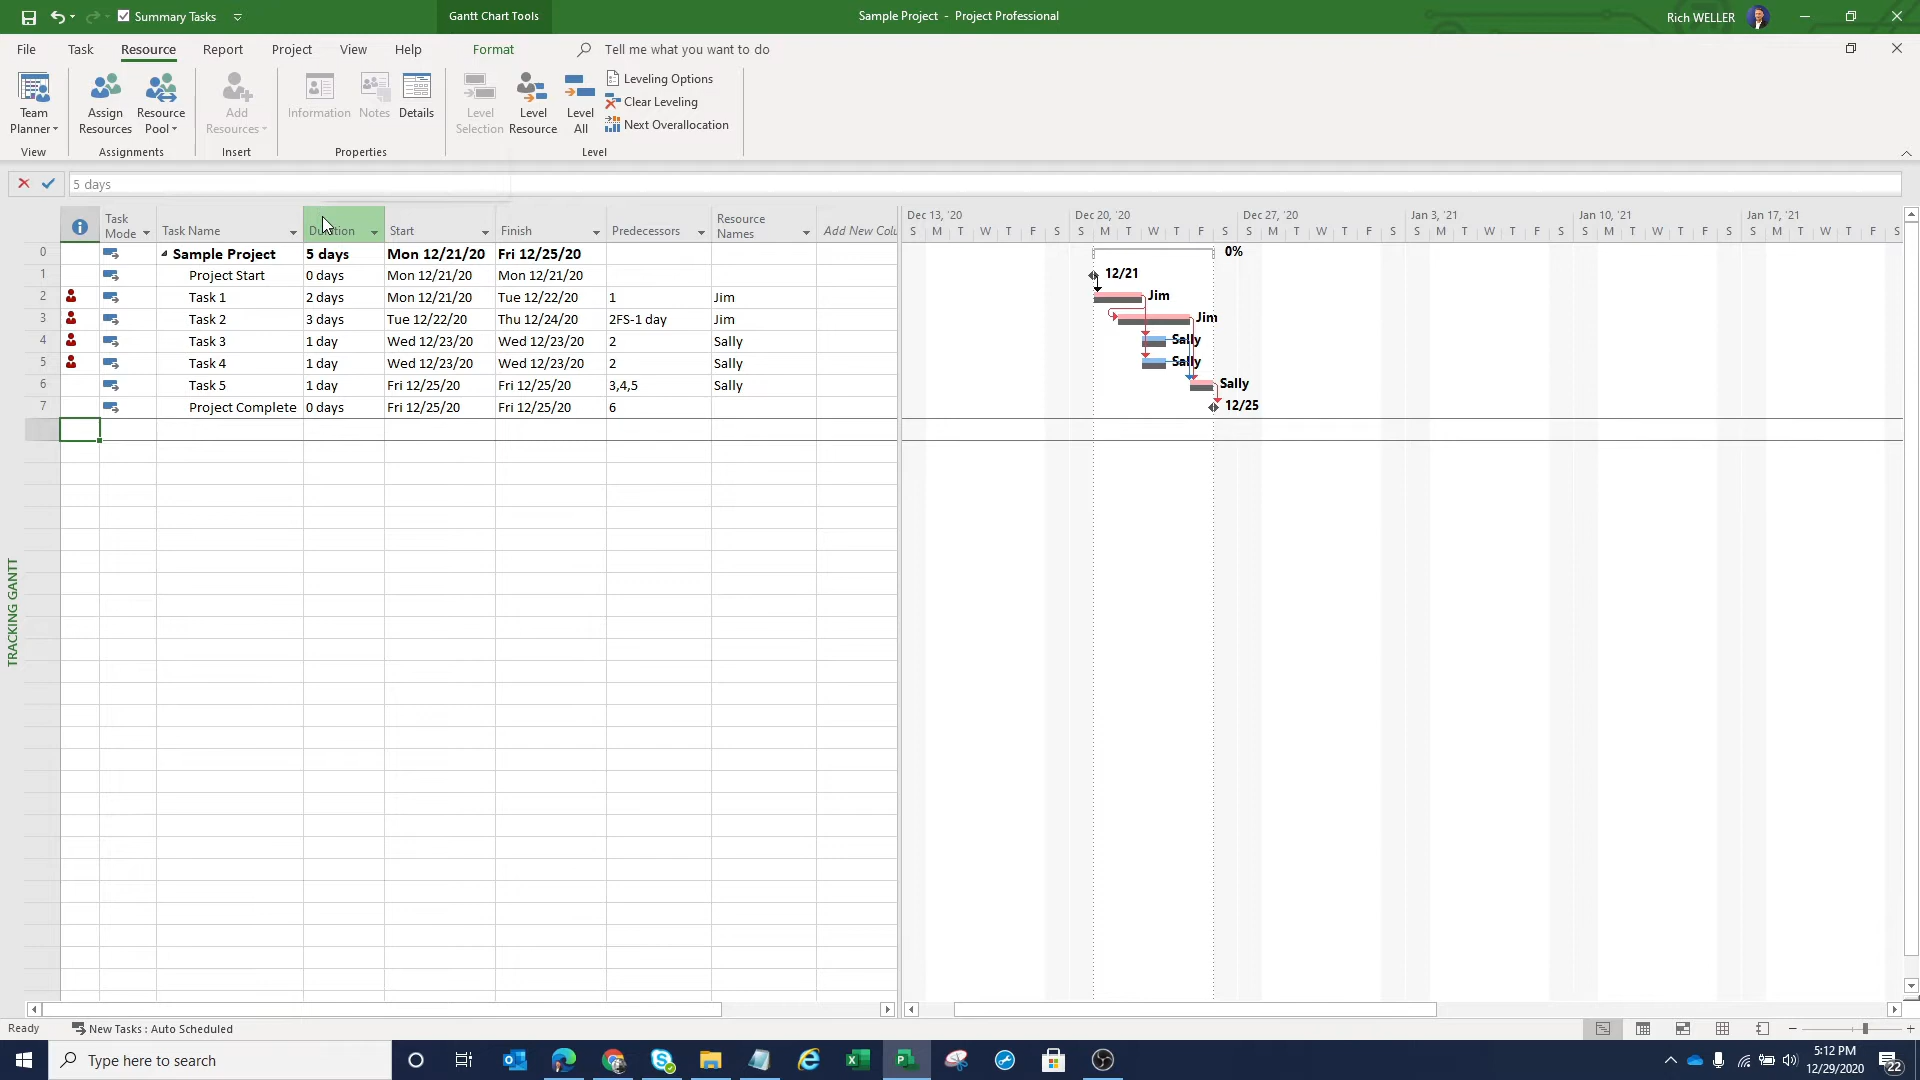 Summary Tasks
Gantt Chart Tools
Sample Project - Project Professional
Rich WELLER
File Task Resource Report Project View Help Format Tell me what you want to do
Team Planner
Assign Resources
Resource Pool
Add Resources
Information
Notes
Details
Level Selection
Level Resource
Level All
Leveling Options
Clear Leveling
Next Overallocation
View Assignments Insert Properties Level
5 days
Task Mode Task Name Duration Start Finish Predecessors Resource Names Add New Colu
0 Sample Project 5 days Mon 12/21/20 Fri 12/25/20
1 Project Start 0 days Mon 12/21/20 Mon 12/21/20
2 Task 1 2 days Mon 12/21/20 Tue 12/22/20 1 Jim
3 Task 2 3 days Tue 12/22/20 Thu 12/24/20 2FS-1 day Jim
4 Task 3 1 day Wed 12/23/20 Wed 12/23/20 2 Sally
5 Task 4 1 day Wed 12/23/20 Wed 12/23/20 2 Sally
6 Task 5 1 day Fri 12/25/20 Fri 12/25/20 3,4,5 Sally
7 Project Complete 0 days Fri 12/25/20 Fri 12/25/20 6
Dec 13, '20 Dec 20, '20 Dec 27, '20 Jan 3, '21 Jan 10, '21 Jan 17, '21
S M T W T F S S M T W T F S S M T W T F S S M T W T F S S M T W T F S S M T W T F S
0%
12/21
Jim
Jim
Sally
Sally
Sally
12/25
TRACKING GANTT
Ready New Tasks : Auto Scheduled
Type here to search
5:12 PM
12/29/2020
22